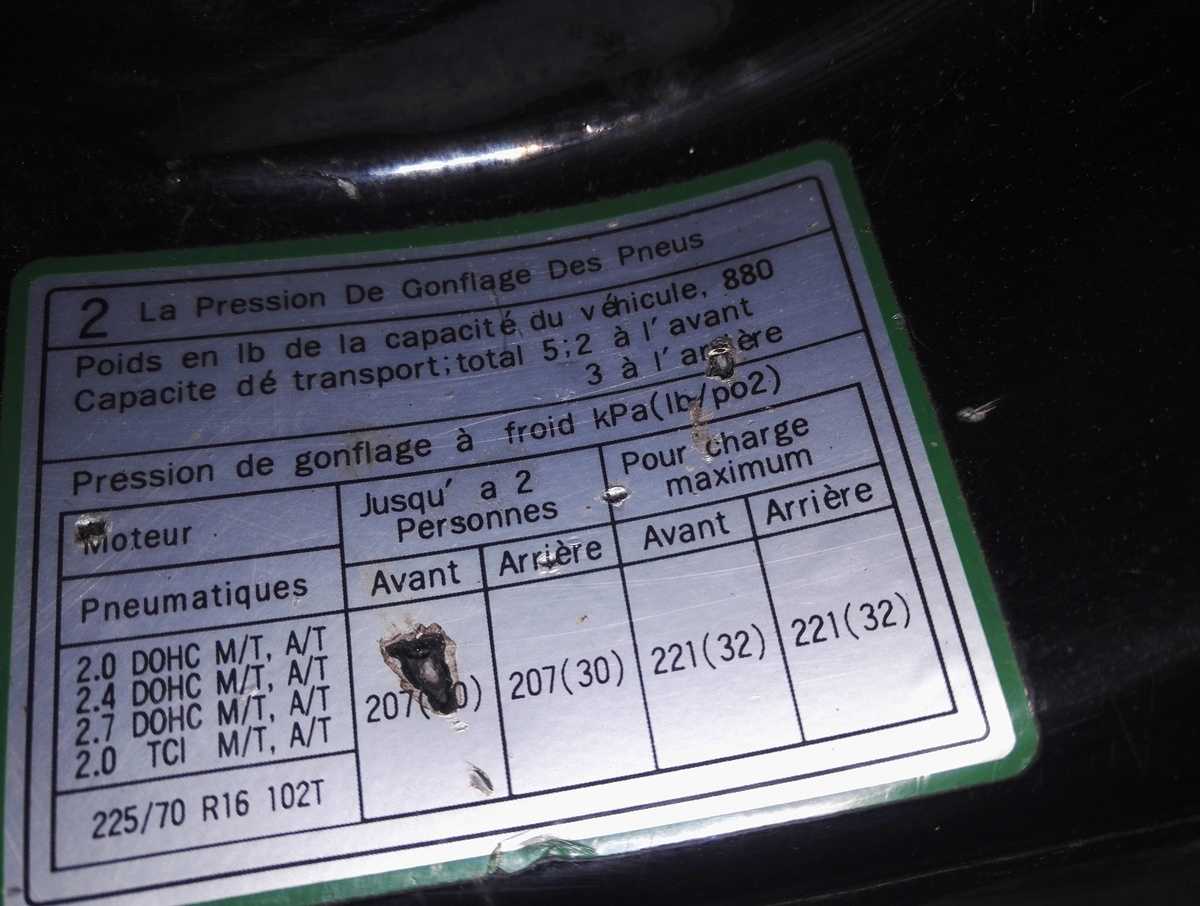 2 La Pression De Gonflage Des Pneus
Poids en lb de la capacité du véhicule, 880
Capacite dé transport; total 5; 2 à l'avant
3 à l'arrière
Pression de gonflage à froid kPa(lb/po2)
Moteur
Jusqu' a 2
Personnes
Pour charge
maximum
Pneumatiques
Avant Arrière Avant Arrière
2.0 DOHC M/T, A/T
2.4 DOHC M/T, A/T
2.7 DOHC M/T, A/T
2.0 TCI M/T, A/T
207(30) 221(32) 221(32)
225/70 R16 102T